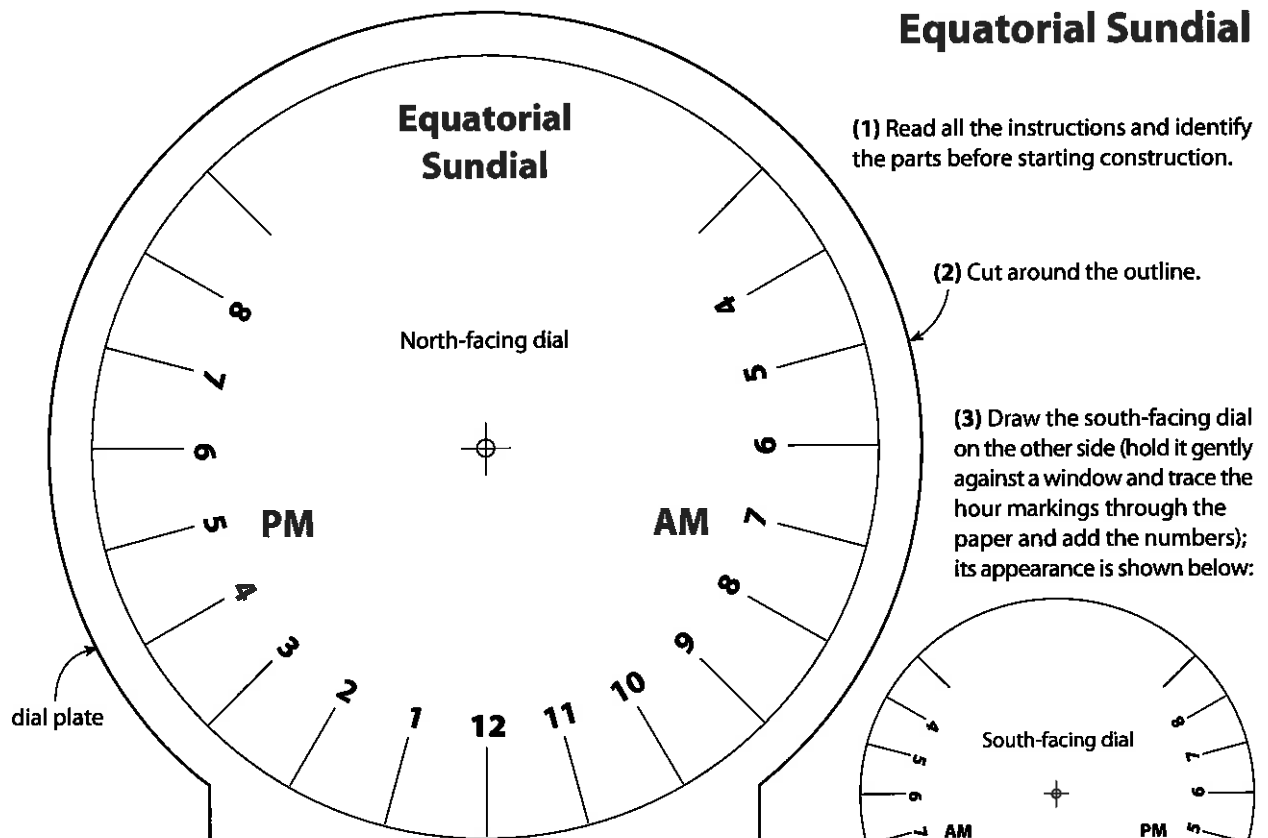 Equatorial Sundial
(1) Read all the instructions and identify
the parts before starting construction.
(2) Cut around the outline.
(3) Draw the south-facing dial
on the other side (hold it gently
against a window and trace the
hour markings through the
paper and add the numbers);
its appearance is shown below:
Equatorial
Sundial
North-facing dial
8
7
6
5
4
3
2
1
12
11
10
9
8
7
6
5
4
PM
AM
dial plate
South-facing dial
4
5
6
7
AM
8
7
6
5
PM